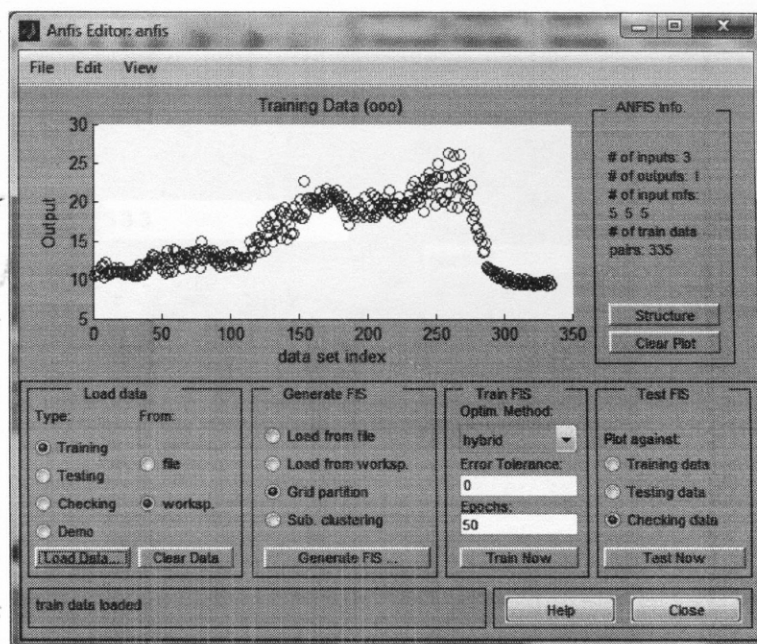 Anfis Editor: anfis
File Edit View
Training Data (ooo)
30
25
20
15
10
5
Output
0 50 100 150 200 250 300 350
data set index
ANFIS Info.
# of inputs: 3
# of outputs: 1
# of input mfs:
5 5 5
# of train data
pairs: 335
Structure
Clear Plot
Load data
Type: From:
Training
Testing
Checking
Demo
file
worksp.
Load Data... Clear Data
Generate FIS
Load from file
Load from worksp.
Grid partition
Sub. clustering
Generate FIS ...
Train FIS
Optim. Method:
hybrid
Error Tolerance:
0
Epochs:
50
Train Now
Test FIS
Plot against:
Training data
Testing data
Checking data
Test Now
train data loaded
Help Close